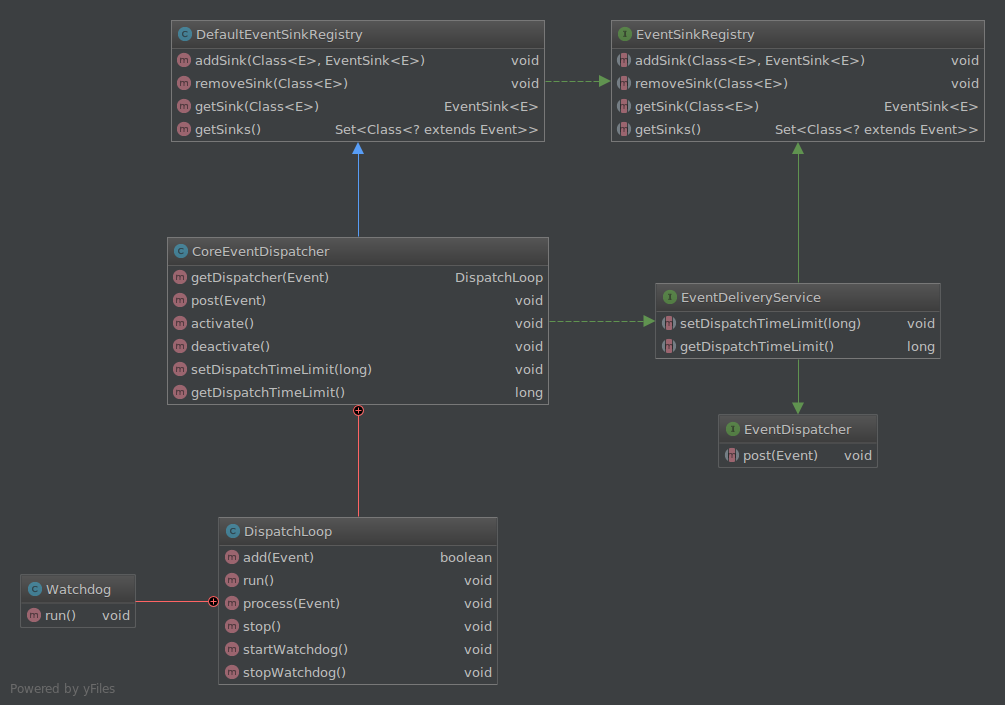 DefaultEventSinkRegistry
addSink(Class<E>, EventSink<E>) void
removeSink(Class<E>) void
getSink(Class<E>) EventSink<E>
getSinks() Set<Class<? extends Event>>
EventSinkRegistry
addSink(Class<E>, EventSink<E>) void
removeSink(Class<E>) void
getSink(Class<E>) EventSink<E>
getSinks() Set<Class<? extends Event>>
CoreEventDispatcher
getDispatcher(Event) DispatchLoop
post(Event) void
activate() void
deactivate() void
setDispatchTimeLimit(long) void
getDispatchTimeLimit() long
EventDeliveryService
setDispatchTimeLimit(long) void
getDispatchTimeLimit() long
EventDispatcher
post(Event) void
DispatchLoop
add(Event) boolean
run() void
process(Event) void
stop() void
startWatchdog() void
stopWatchdog() void
Watchdog
run() void
Powered by yFiles